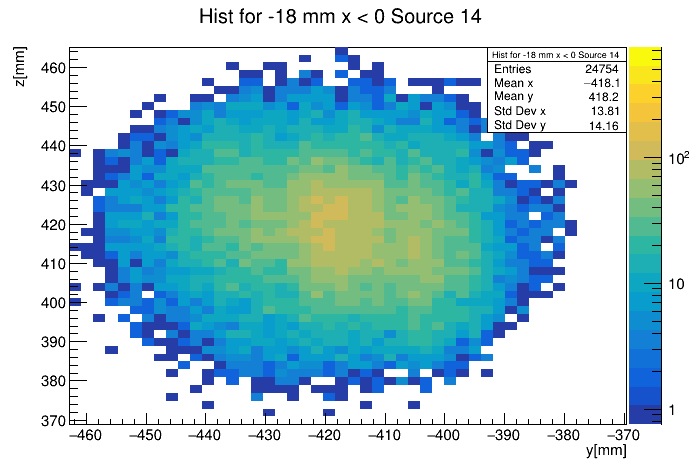 Hist for -18 mm x < 0 Source 14
z[mm]
Hist for -18 mm x < 0 Source 14
Entries 24754
Mean x −418.1
Mean y 418.2
Std Dev x 13.81
Std Dev y 14.16
460
450
440
430
420
410
400
390
380
370
10²
10
1
−460 −450 −440 −430 −420 −410 −400 −390 −380 −370
y[mm]